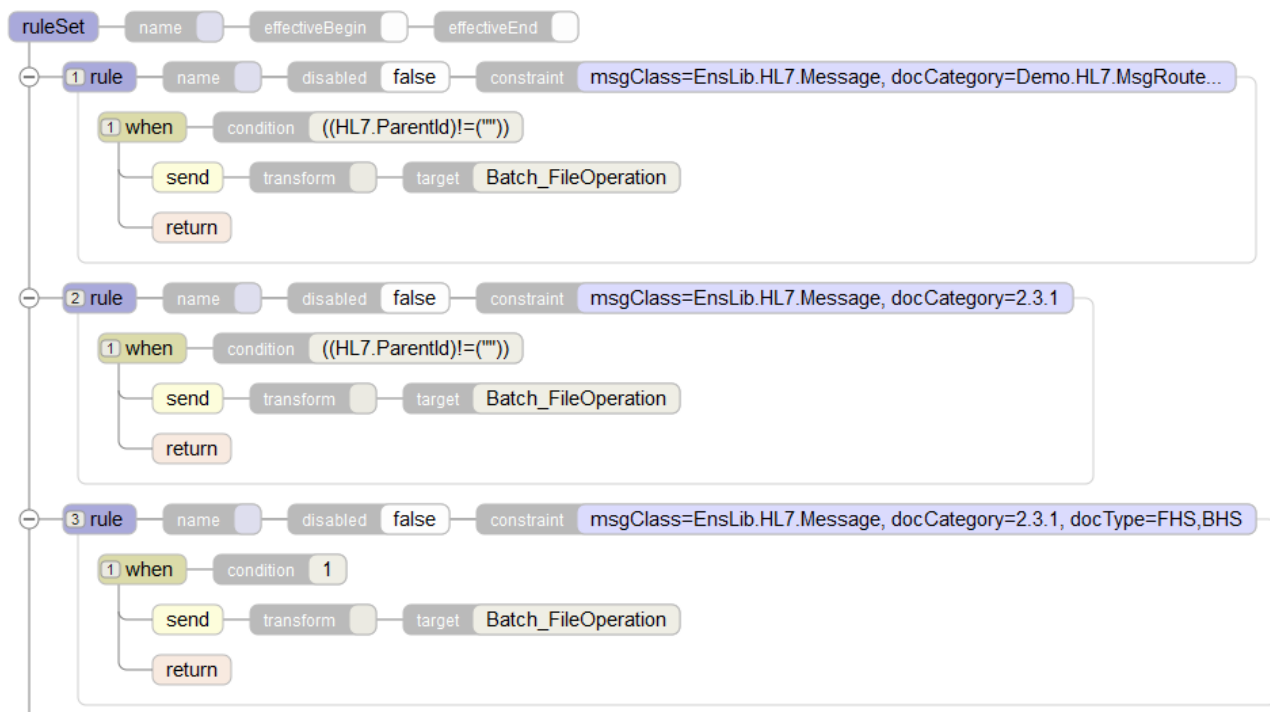 ruleSet name effectiveBegin effectiveEnd
1 rule name disabled false constraint msgClass=EnsLib.HL7.Message, docCategory=Demo.HL7.MsgRoute...
1 when condition ((HL7.ParentId)!=(""))
send transform target Batch_FileOperation
return
2 rule name disabled false constraint msgClass=EnsLib.HL7.Message, docCategory=2.3.1
1 when condition ((HL7.ParentId)!=(""))
send transform target Batch_FileOperation
return
3 rule name disabled false constraint msgClass=EnsLib.HL7.Message, docCategory=2.3.1, docType=FHS,BHS
1 when condition 1
send transform target Batch_FileOperation
return